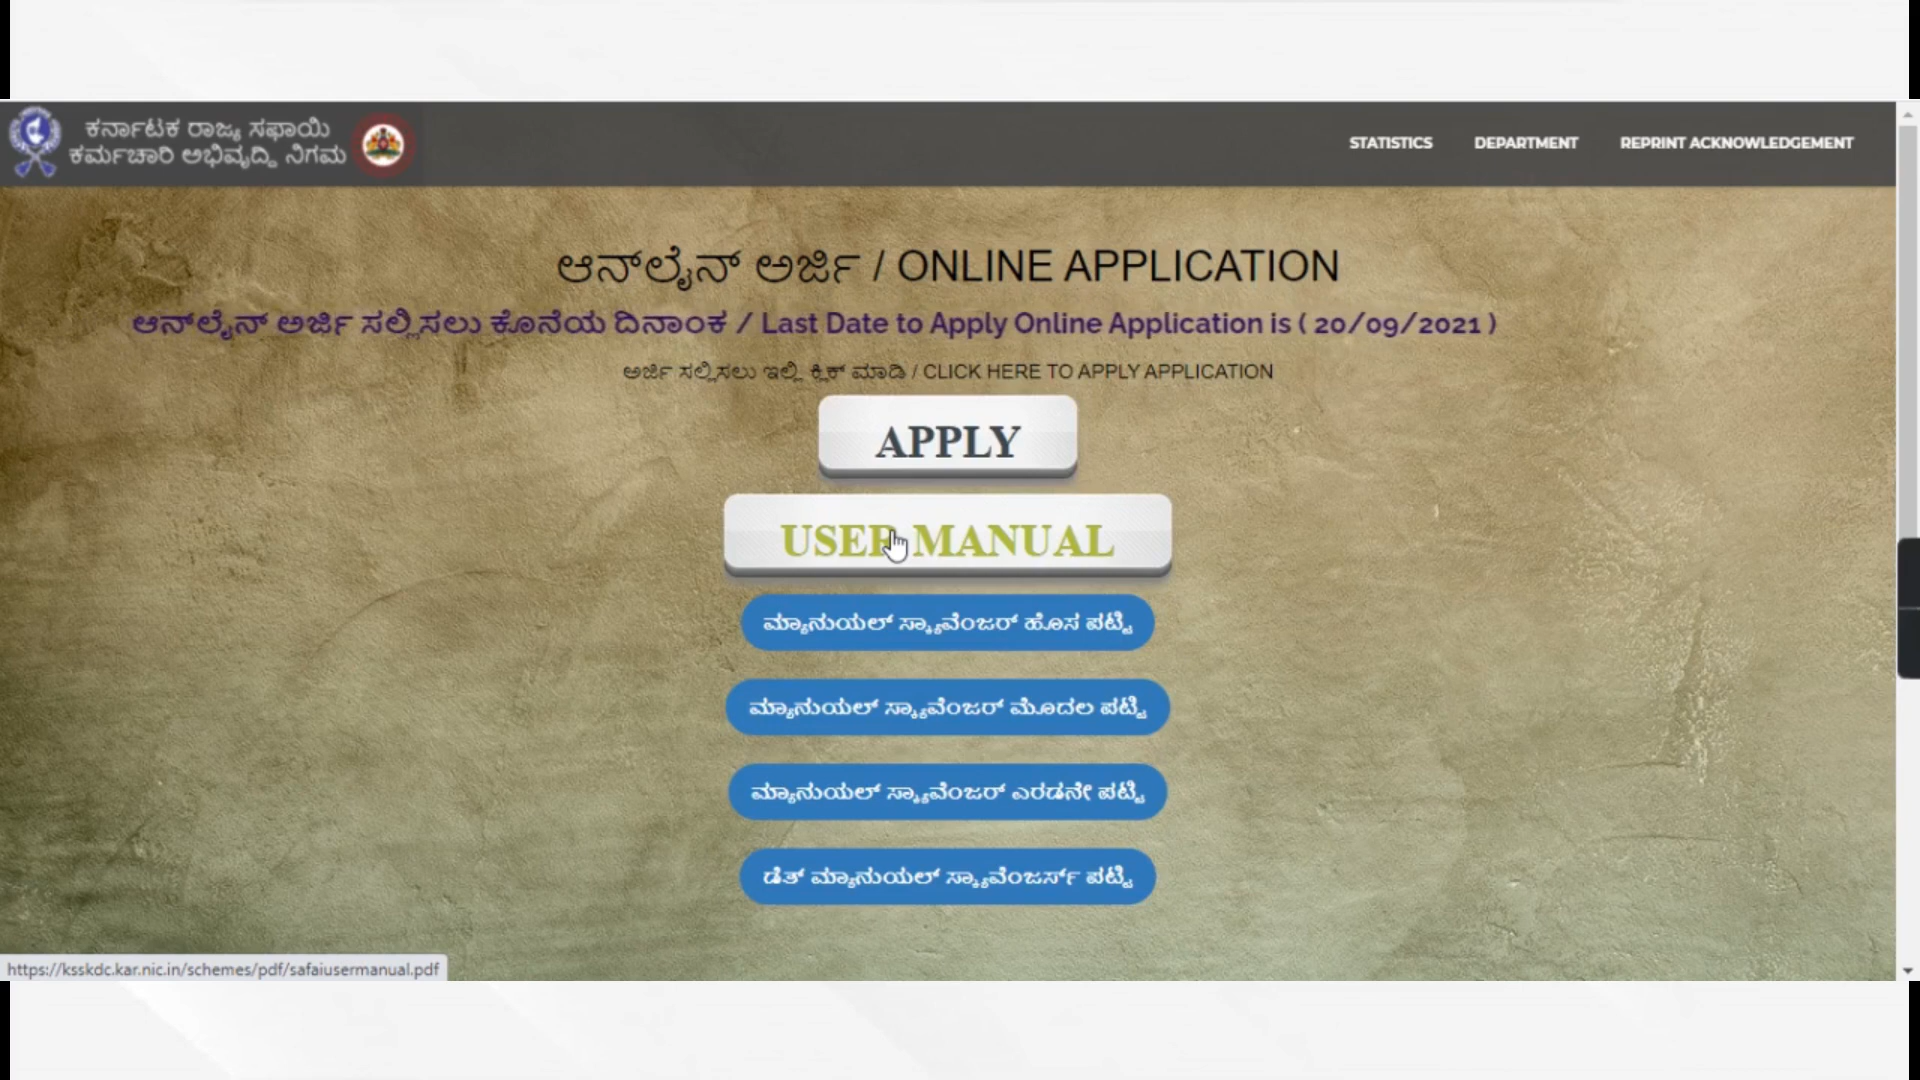 ಕರ್ನಾಟಕ ರಾಜ್ಯ ಸಫಾಯಿ
ಕರ್ಮಚಾರಿ ಅಭಿವೃದ್ಧಿ ನಿಗಮ
STATISTICS DEPARTMENT REPRINT ACKNOWLEDGEMENT
ಆನ್‌ಲೈನ್ ಅರ್ಜಿ / ONLINE APPLICATION
ಆನ್‌ಲೈನ್ ಅರ್ಜಿ ಸಲ್ಲಿಸಲು ಕೊನೆಯ ದಿನಾಂಕ / Last Date to Apply Online Application is ( 20/09/2021 )
ಅರ್ಜಿ ಸಲ್ಲಿಸಲು ಇಲ್ಲಿ ಕ್ಲಿಕ್ ಮಾಡಿ / CLICK HERE TO APPLY APPLICATION
APPLY
USER MANUAL
ಮ್ಯಾನುಯಲ್ ಸ್ಕ್ಯಾವೆಂಜರ್ ಹೊಸ ಪಟ್ಟಿ
ಮ್ಯಾನುಯಲ್ ಸ್ಕ್ಯಾವೆಂಜರ್ ಮೊದಲ ಪಟ್ಟಿ
ಮ್ಯಾನುಯಲ್ ಸ್ಕ್ಯಾವೆಂಜರ್ ಎರಡನೇ ಪಟ್ಟಿ
ಡೆತ್ ಮ್ಯಾನುಯಲ್ ಸ್ಕ್ಯಾವೆಂಜರ್ಸ್ ಪಟ್ಟಿ
https://ksskdc.kar.nic.in/schemes/pdf/safaiusermanual.pdf